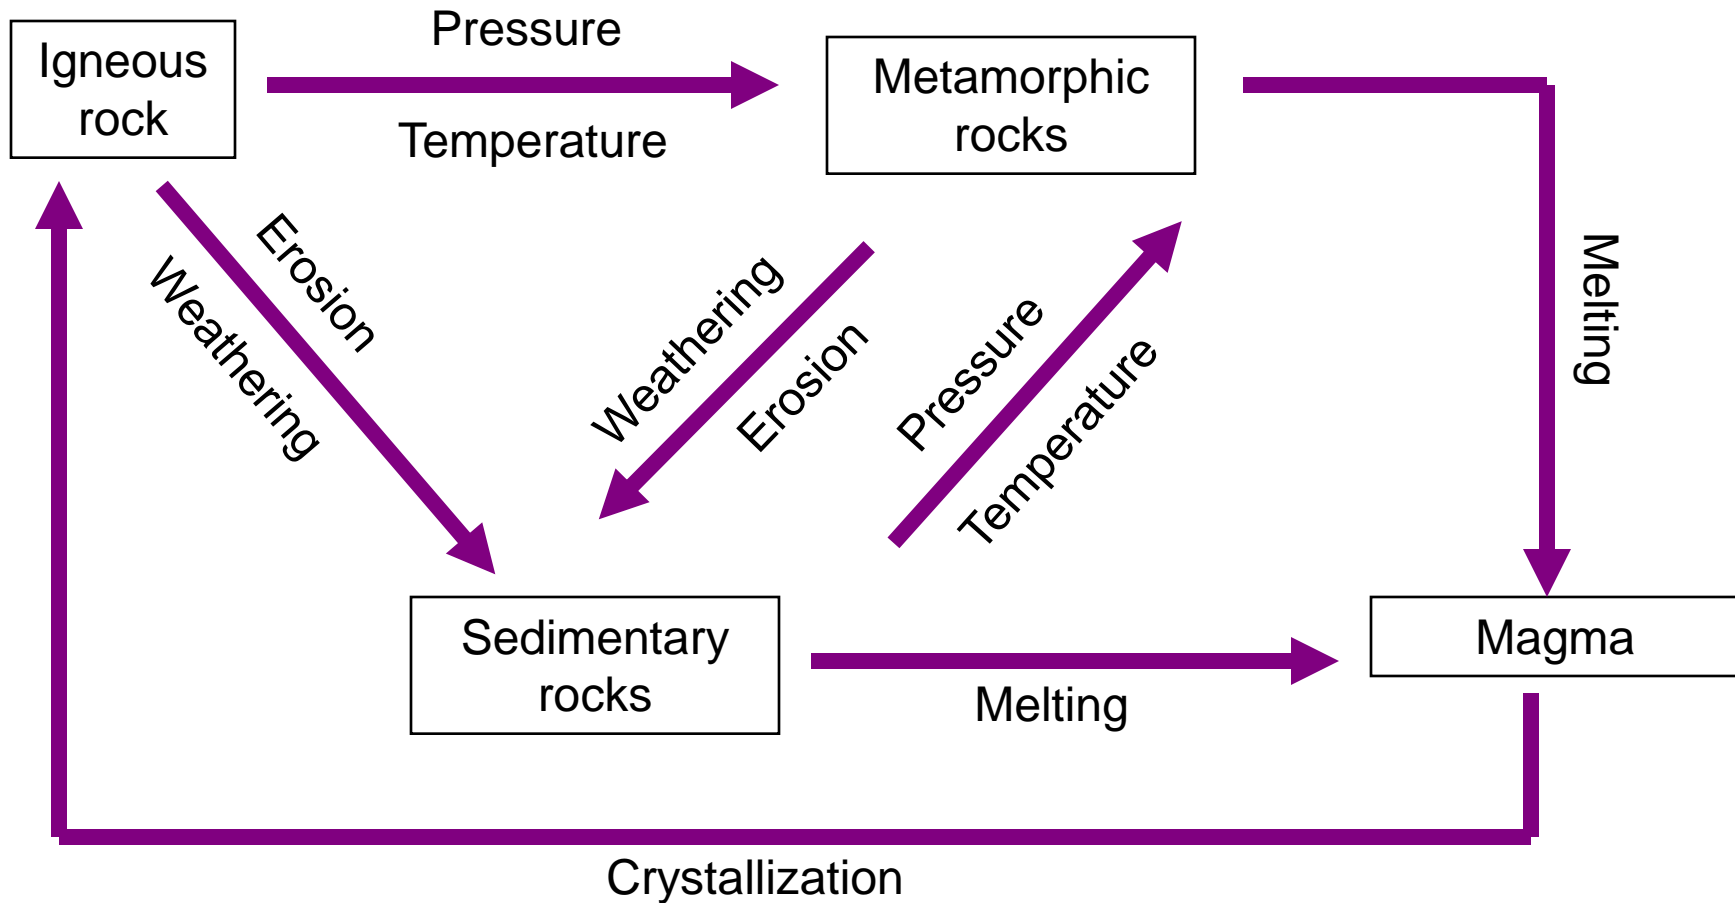 Igneous
rock
Pressure
Temperature
Metamorphic
rocks
Erosion
Weathering
Weathering
Erosion
Pressure
Temperature
Melting
Sedimentary
rocks
Melting
Magma
Crystallization